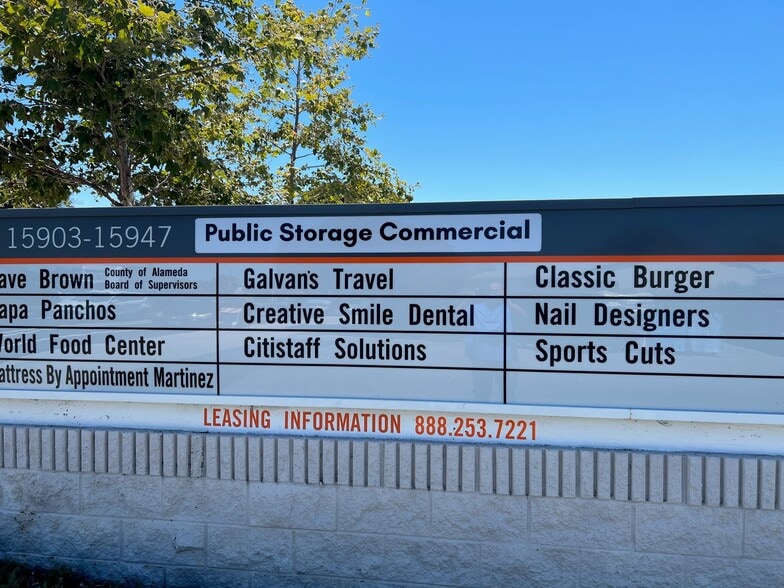 15903-15947
Public Storage Commercial
ave Brown County of Alameda
Board of Supervisors
apa Panchos
World Food Center
attress By Appointment Martinez
Galvan's Travel
Creative Smile Dental
Citistaff Solutions
Classic Burger
Nail Designers
Sports Cuts
LEASING INFORMATION 888.253.7221